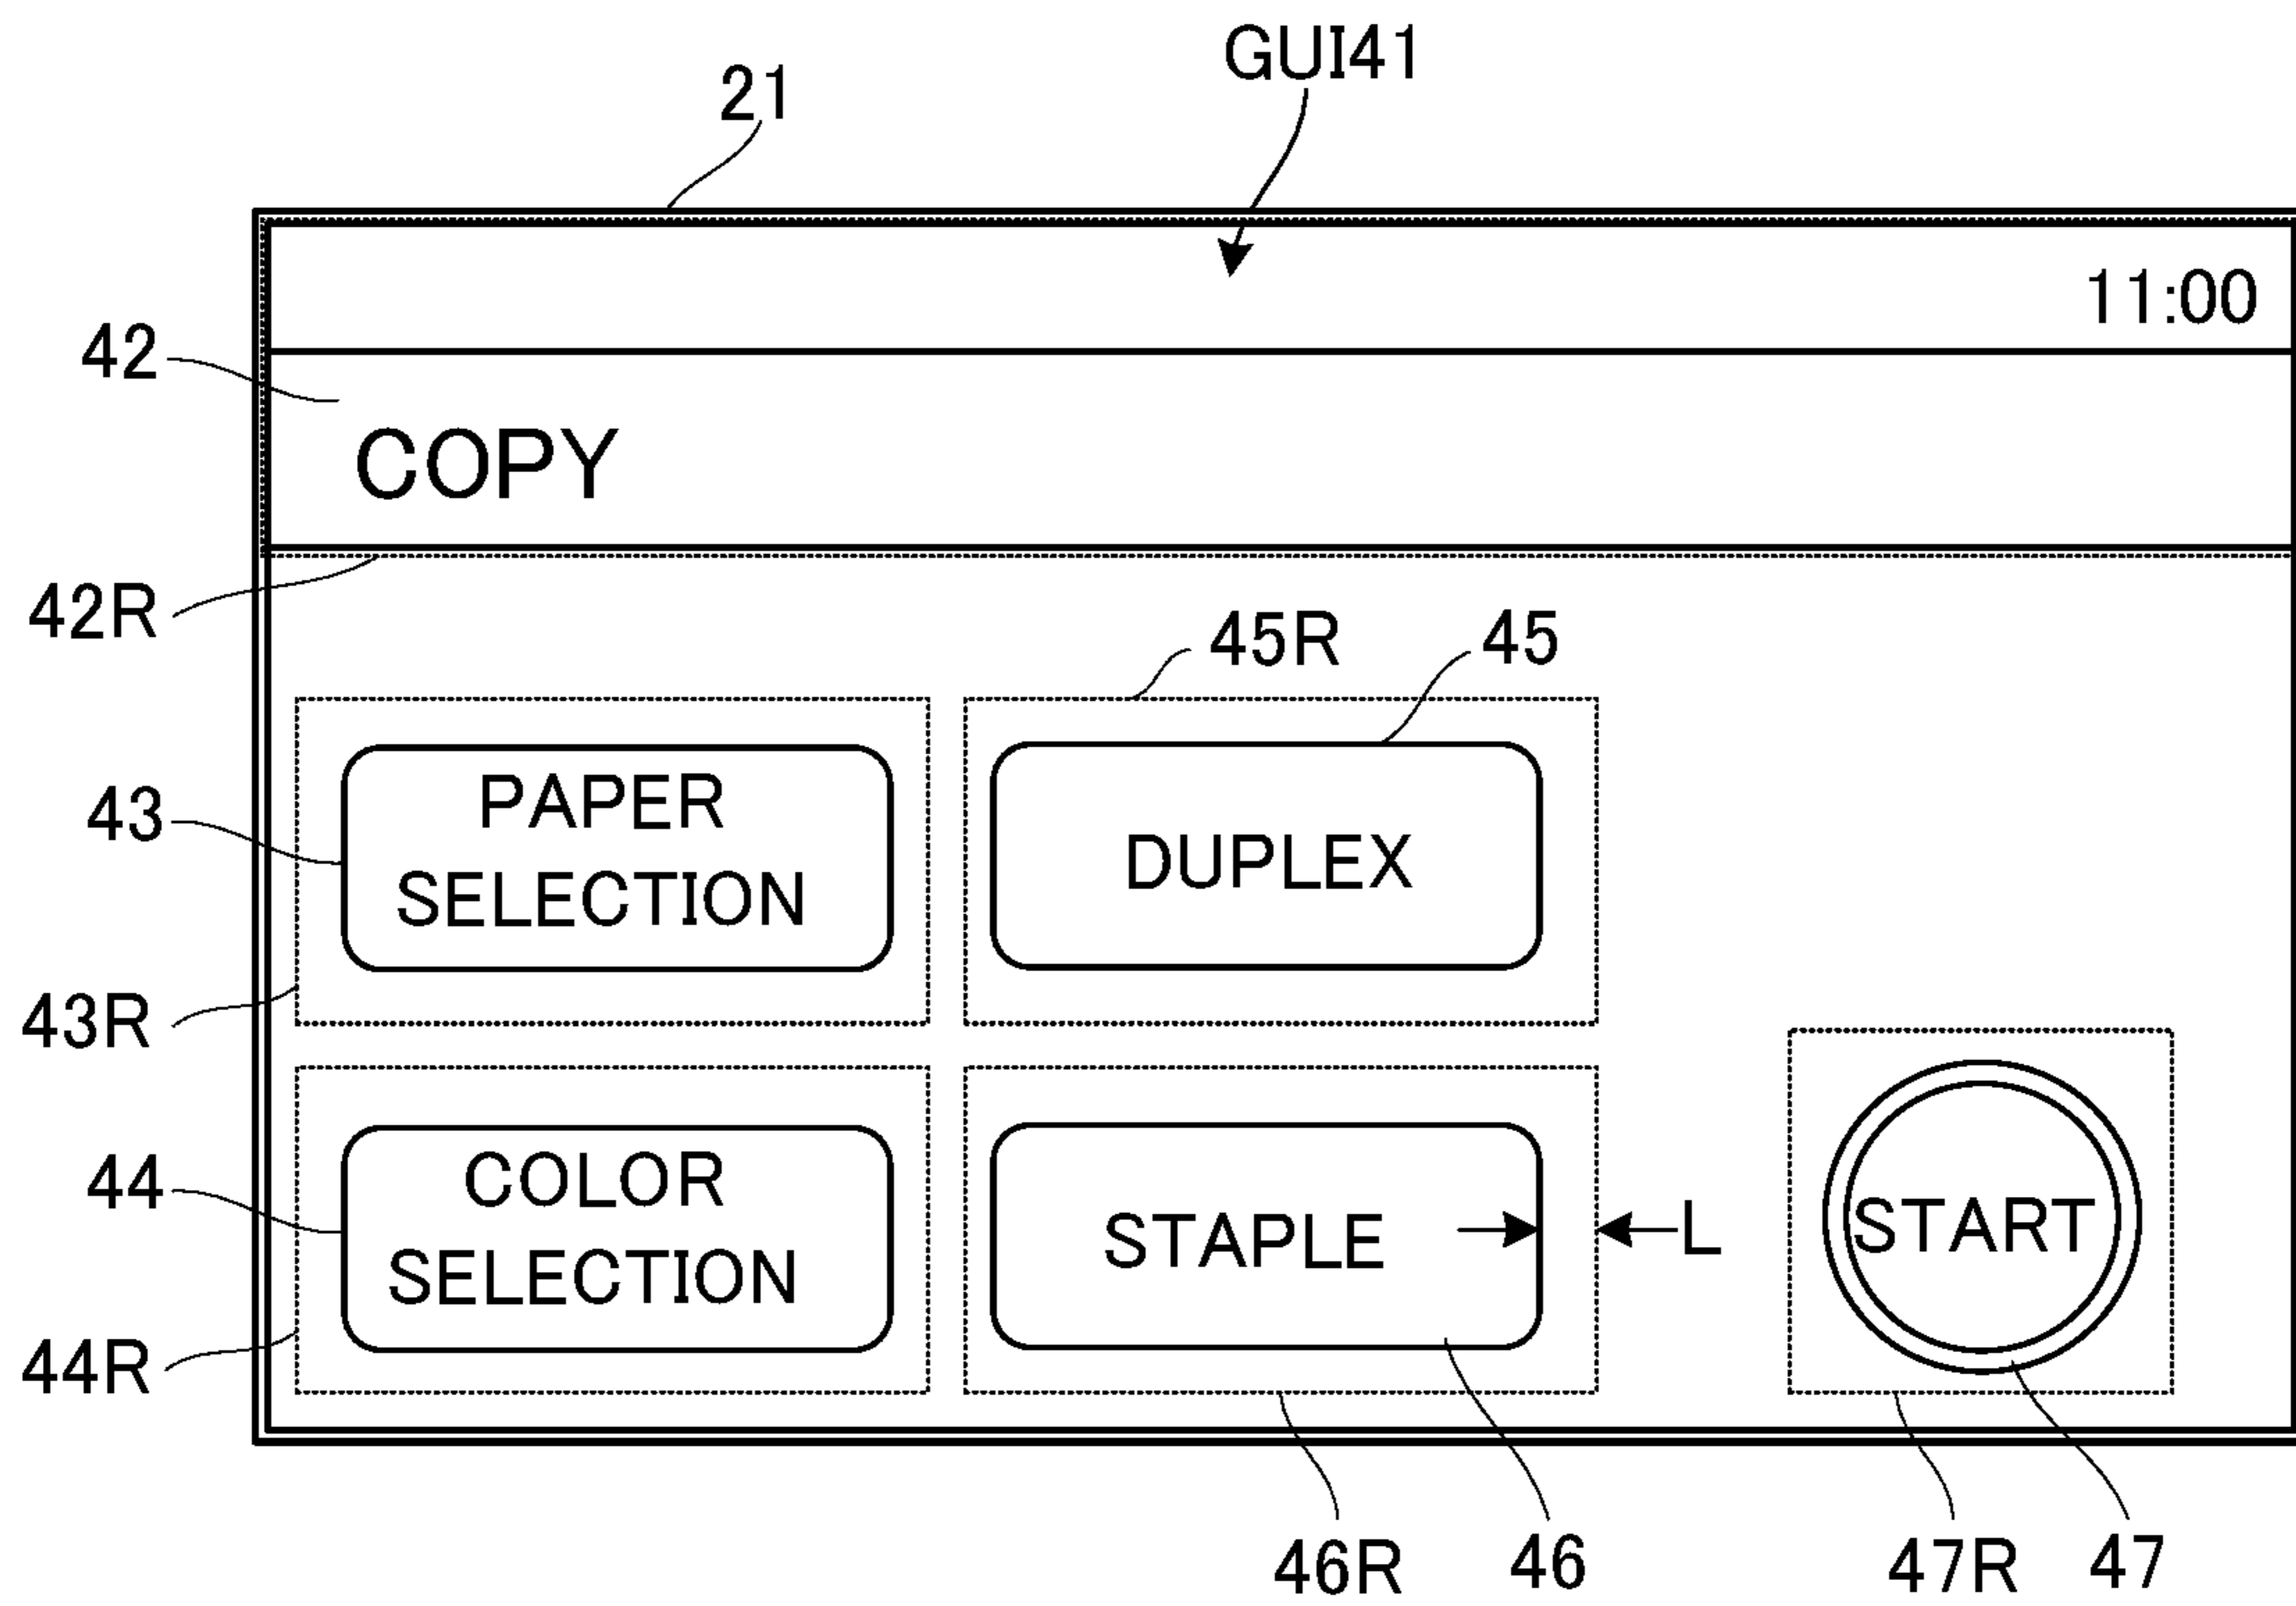 GUI41
21
11:00
42
COPY
42R
45R
45
43
PAPER
SELECTION
DUPLEX
43R
44
COLOR
SELECTION
STAPLE
L
START
44R
46R
46
47R
47